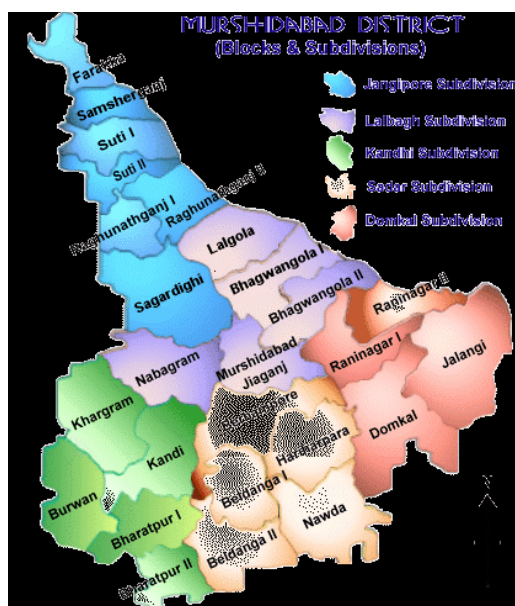 MURSHIDABAD DISTRICT
(Blocks & Subdivisions)
Jangipore Subdivision
Lalbagh Subdivision
Kandhi Subdivision
Sadar Subdivision
Domkal Subdivision
Farakka
Samsherganj
Suti I
Suti II
Raghunathganj I
Raghunathganj II
Lalgola
Bhagwangola I
Bhagwangola II
Sagardighi
Raninagar II
Raninagar I
Jalangi
Nabagram
Murshidabad
Jiaganj
Khargram
Domkal
Hariharpara
Kandi
Beldanga I
Burwan
Nawda
Bharatpur I
Beldanga II
Bharatpur II
N